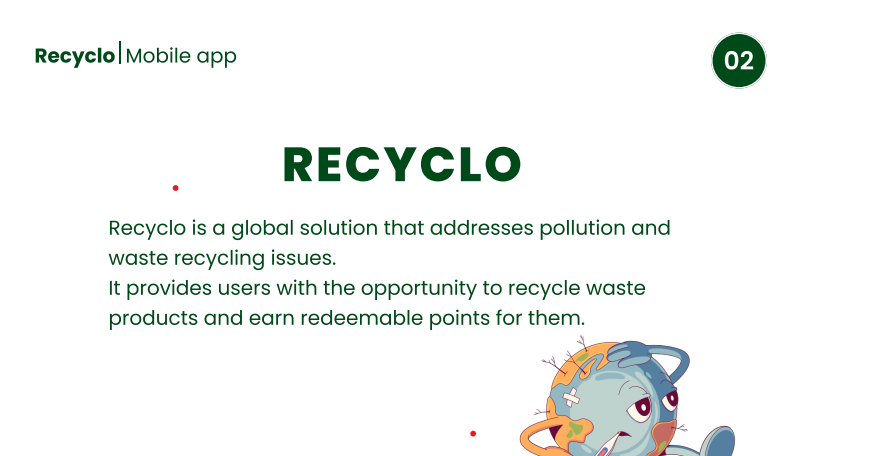 Recyclo|Mobile app
02
RECYCLO
Recyclo is a global solution that addresses pollution and
waste recycling issues.
It provides users with the opportunity to recycle waste
products and earn redeemable points for them.